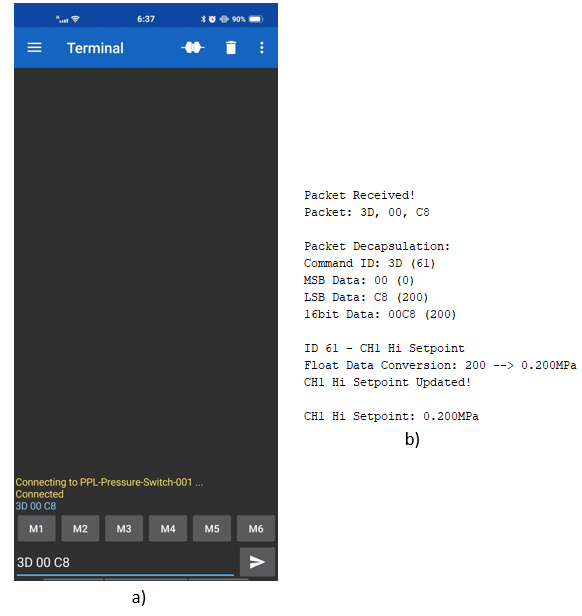 6:37
90%
Terminal
Connecting to PPL-Pressure-Switch-001 ...
Connected
3D 00 C8
M1 M2 M3 M4 M5 M6
3D 00 C8
a)
Packet Received!
Packet: 3D, 00, C8
Packet Decapsulation:
Command ID: 3D (61)
MSB Data: 00 (0)
LSB Data: C8 (200)
16bit Data: 00C8 (200)
ID 61 - CH1 Hi Setpoint
Float Data Conversion: 200 --> 0.200MPa
CH1 Hi Setpoint Updated!
CH1 Hi Setpoint: 0.200MPa
b)